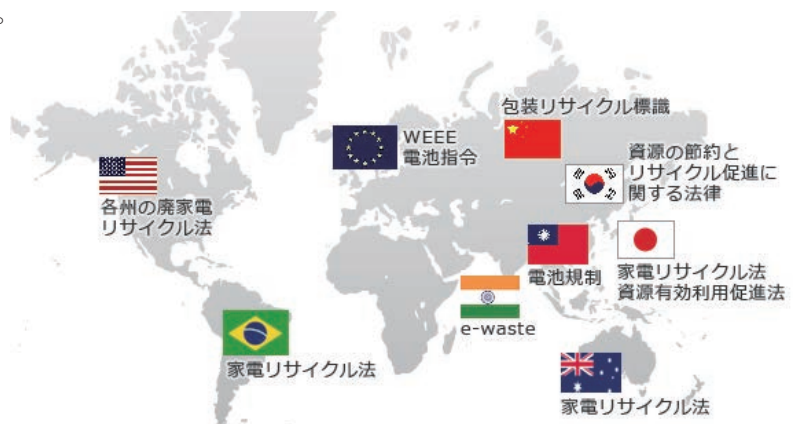 。
包装リサイクル標識
WEEE
電池指令
資源の節約と
リサイクル促進に
関する法律
各州の廃家電
リサイクル法
電池規制
家電リサイクル法
資源有効利用促進法
e-waste
家電リサイクル法
家電リサイクル法